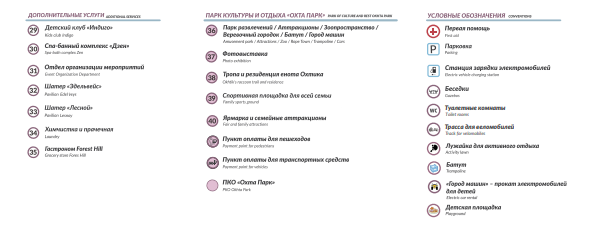 ДОПОЛНИТЕЛЬНЫЕ УСЛУГИ ADDITIONAL SERVICES
29 Детский клуб «Индиго»
Kids club Indigo
30 Спа-банный комплекс «Дзен»
Spa-bath complex Zen
31 Отдел организации мероприятий
Event Organization Department
32 Шатер «Эдельвейс»
Pavilion Edelweys
33 Шатер «Лесной»
Pavilion Lesnoy
34 Химчистка и прачечная
Laundry
35 Гастроном Forest Hill
Grocery store Forest Hill
ПАРК КУЛЬТУРЫ И ОТДЫХА «ОХТА ПАРК» PARK OF CULTURE AND REST OKHTA PARK
36 Парк развлечений / Аттракционы / Зоопространство /
Веревочный городок / Батут / Город машин
Amusement park / Attractions / Zoo / Rope Town / Trampoline / Cars
37 Фотовыставка
Photo exhibition
38 Тропа и резиденция енота Охтика
Okhtik's raccoon trail and residence
39 Спортивная площадка для всей семьи
Family sports ground
40 Ярмарка и семейные аттракционы
Fair and family attractions
Пункт оплаты для пешеходов
Payment point for pedestrians
Пункт оплаты для транспортных средств
Payment point for vehicles
ПКО «Охта Парк»
PKO Okhta Park
УСЛОВНЫЕ ОБОЗНАЧЕНИЯ CONVENTIONS
Первая помощь
First aid
P Парковка
Parking
Станция зарядки электромобилей
Electric vehicle charging station
Беседки
Gazebos
WC Туалетные комнаты
Toilet rooms
Трасса для веломобилей
Track for velomobiles
Лужайка для активного отдыха
Activity lawn
Батут
Trampoline
«Город машин» – прокат электромобилей
для детей
Electric car rental
Детская площадка
Playground